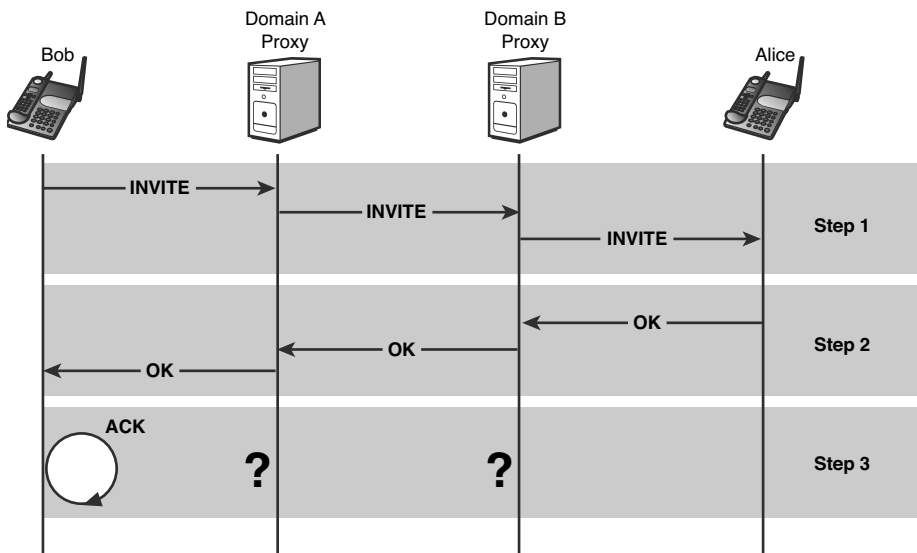 Bob
Domain A
Proxy
Domain B
Proxy
Alice
INVITE
INVITE
INVITE
Step 1
OK
OK
OK
Step 2
ACK
?
?
Step 3